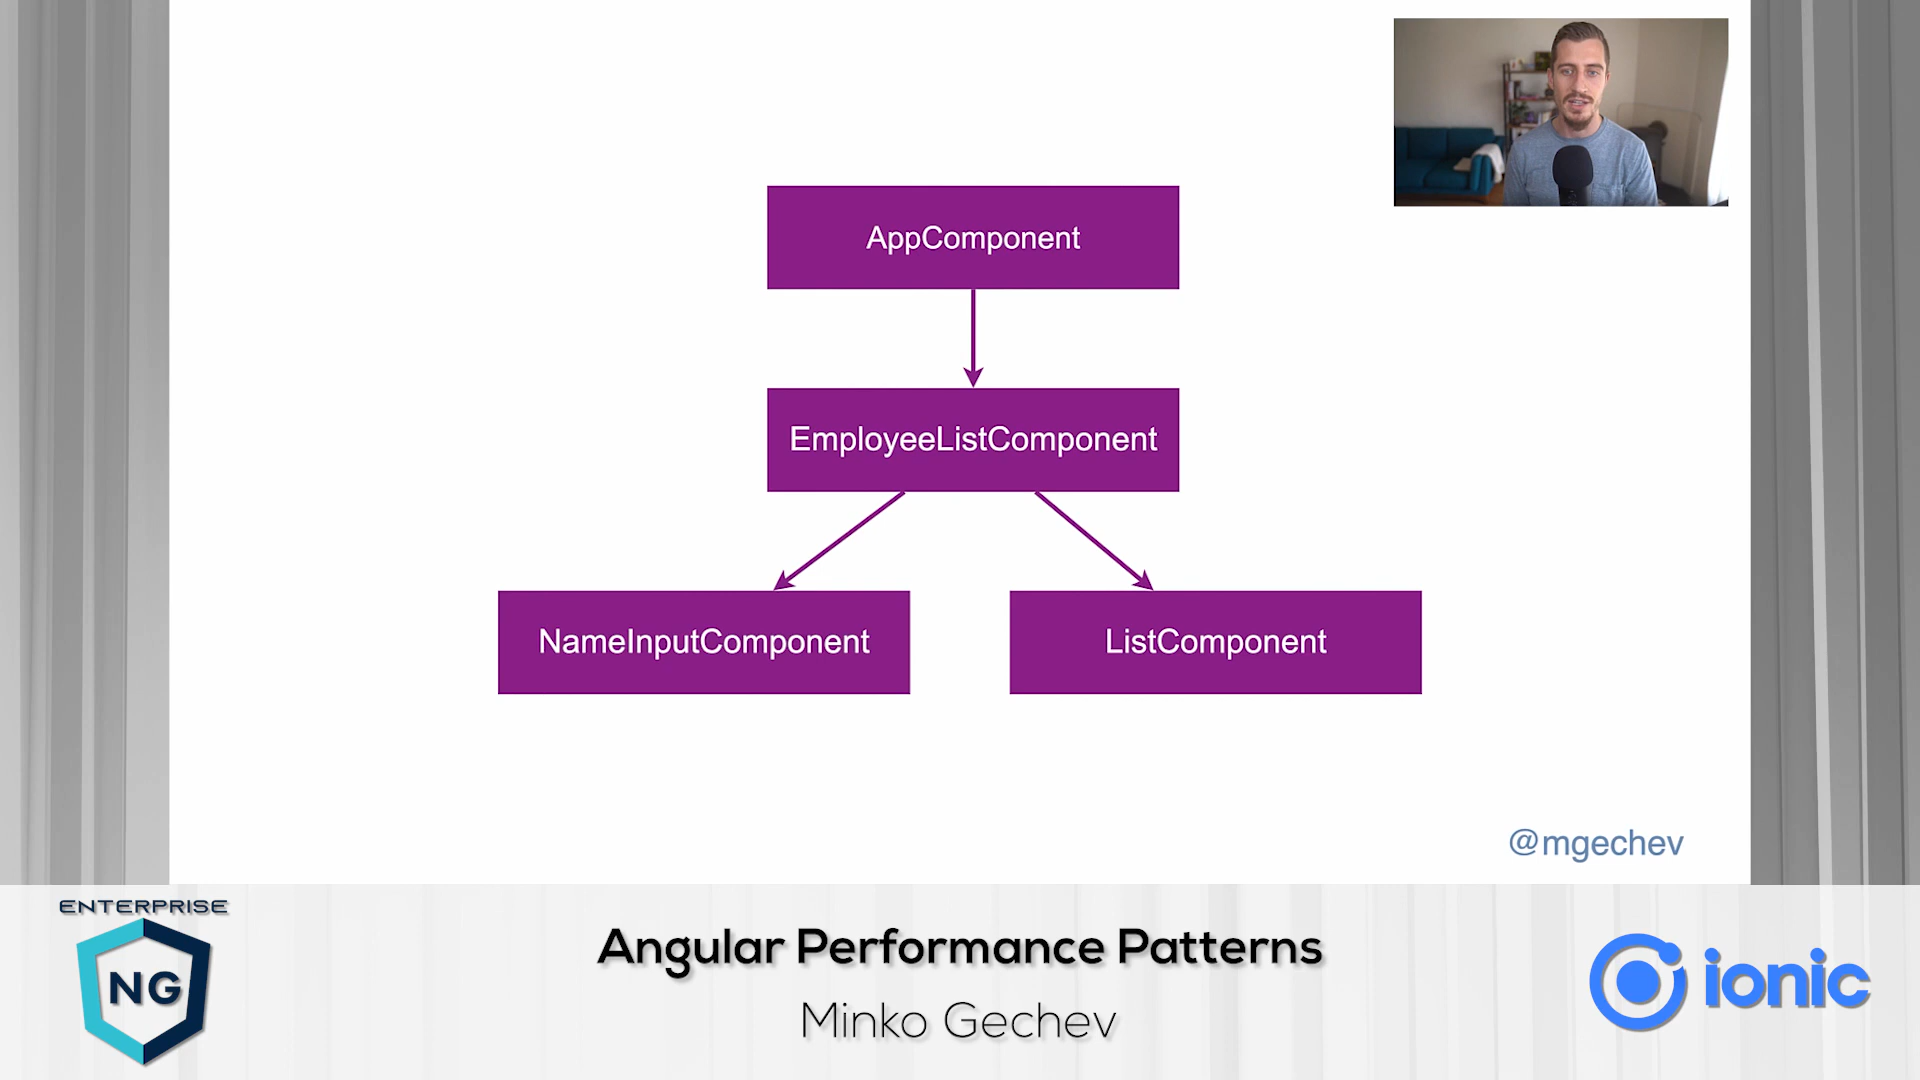 AppComponent
EmployeeListComponent
NameInputComponent
ListComponent
@mgechev
ENTERPRISE
NG
Angular Performance Patterns
Minko Gechev
ionic